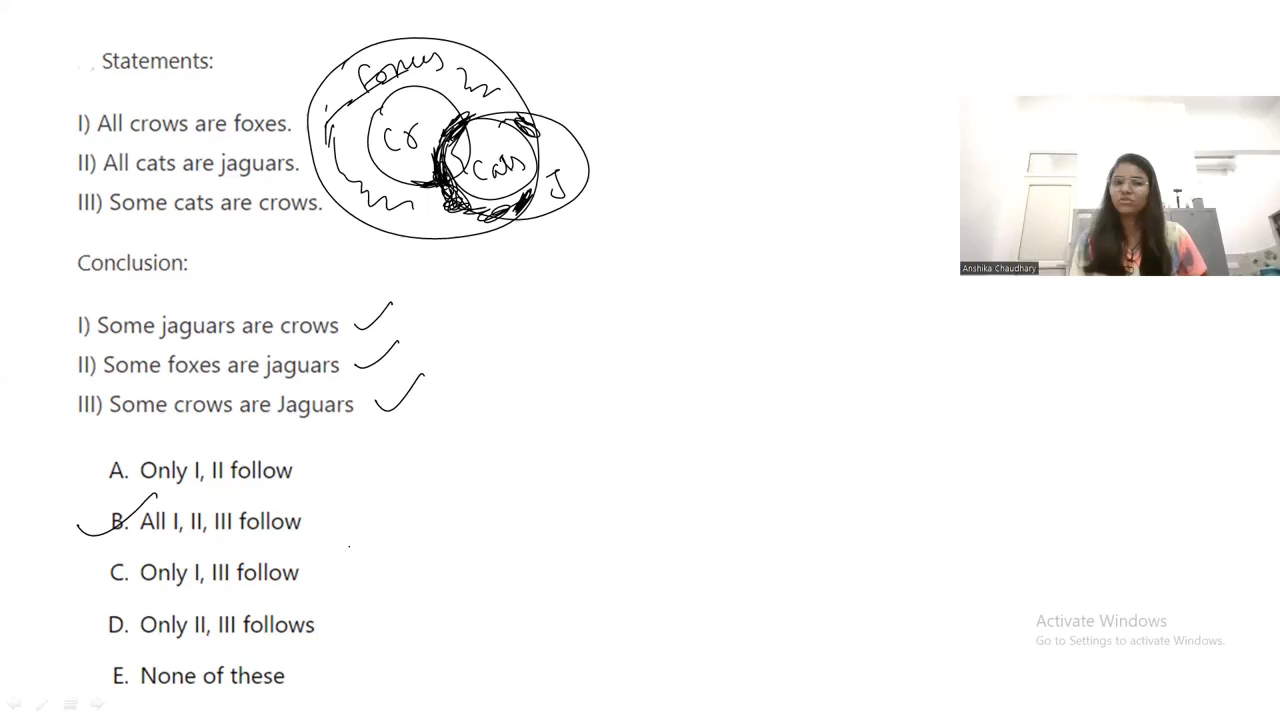 Statements:
I) All crows are foxes.
II) All cats are jaguars.
III) Some cats are crows.
Foxes
Cr
Cats
J
Conclusion:
I) Some jaguars are crows
II) Some foxes are jaguars
III) Some crows are Jaguars
A. Only I, II follow
B. All I, II, III follow
C. Only I, III follow
D. Only II, III follows
E. None of these
Anshika Chaudhary
Activate Windows
Go to Settings to activate Windows.